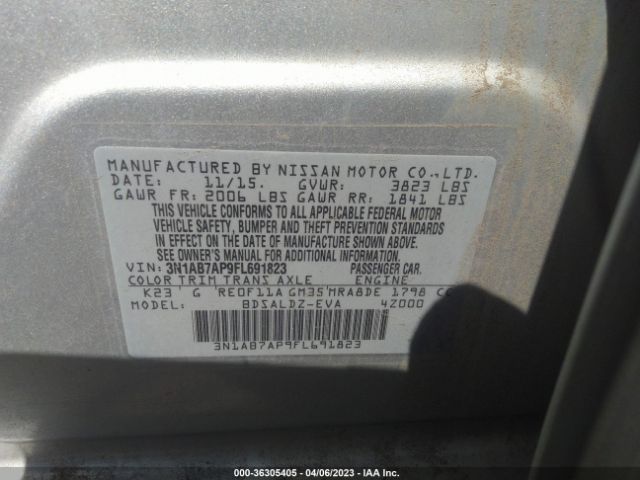 MANUFACTURED BY NISSAN MOTOR CO.,LTD.
DATE: 11/15. GVWR: 3823 LBS
GAWR FR: 2006 LBS GAWR RR: 1841 LBS
THIS VEHICLE CONFORMS TO ALL APPLICABLE FEDERAL MOTOR
VEHICLE SAFETY, BUMPER AND THEFT PREVENTION STANDARDS
IN EFFECT ON THE DATE OF MANUFACTURE SHOWN ABOVE.
SEE OWNER'S MANUAL FOR ADDITIONAL INFORMATION.
VIN: 3N1AB7AP9FL691823 PASSENGER CAR.
COLOR TRIM TRANS AXLE ENGINE
K23 G RE0F11A GM35 MRA8DE 1798 CC
MODEL: BDSALDZ-EVA 4Z000
3N1AB7AP9FL691823
000-36305405 - 04/06/2023 - IAA Inc.